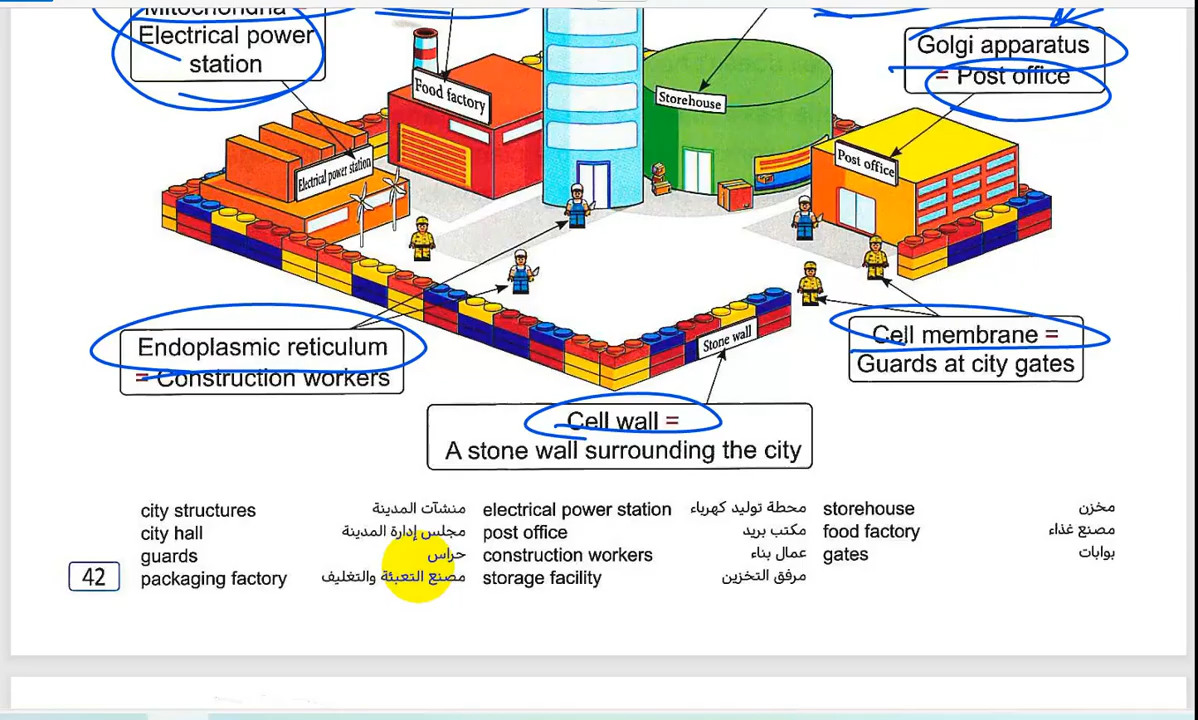 Mitochondria =
Electrical power
station
Golgi apparatus
= Post office
Food factory
Storehouse
Electrical power station
Post office
Endoplasmic reticulum
= Construction workers
Stone wall
Cell membrane =
Guards at city gates
Cell wall =
A stone wall surrounding the city
city structures منشآت المدينة electrical power station محطة توليد كهرباء storehouse مخزن
city hall مجلس إدارة المدينة post office مكتب بريد food factory مصنع غذاء
guards حراس construction workers عمال بناء gates بوابات
packaging factory مصنع التعبئة والتغليف storage facility مرفق التخزين
42